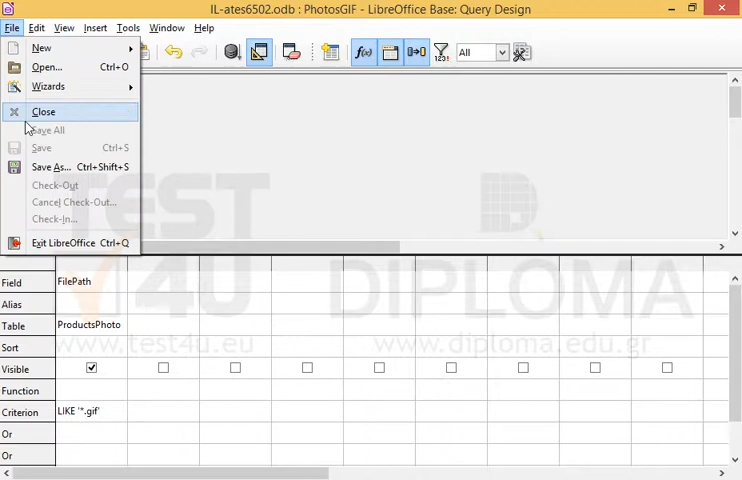 IL-ates6502.odb : PhotosGIF - LibreOffice Base: Query Design
File Edit View Insert Tools Window Help
New
Open... Ctrl+O
Wizards
Close
Save All
Save Ctrl+S
Save As... Ctrl+Shift+S
Check-Out
Cancel Check-Out...
Check-In...
Exit LibreOffice Ctrl+Q
f(x)
123!
All
TEST
4U
DIPLOMA
www.test4u.eu
www.diploma.edu.gr
Field FilePath
Alias
Table ProductsPhoto
Sort
Visible
Function
Criterion LIKE '*.gif'
Or
Or